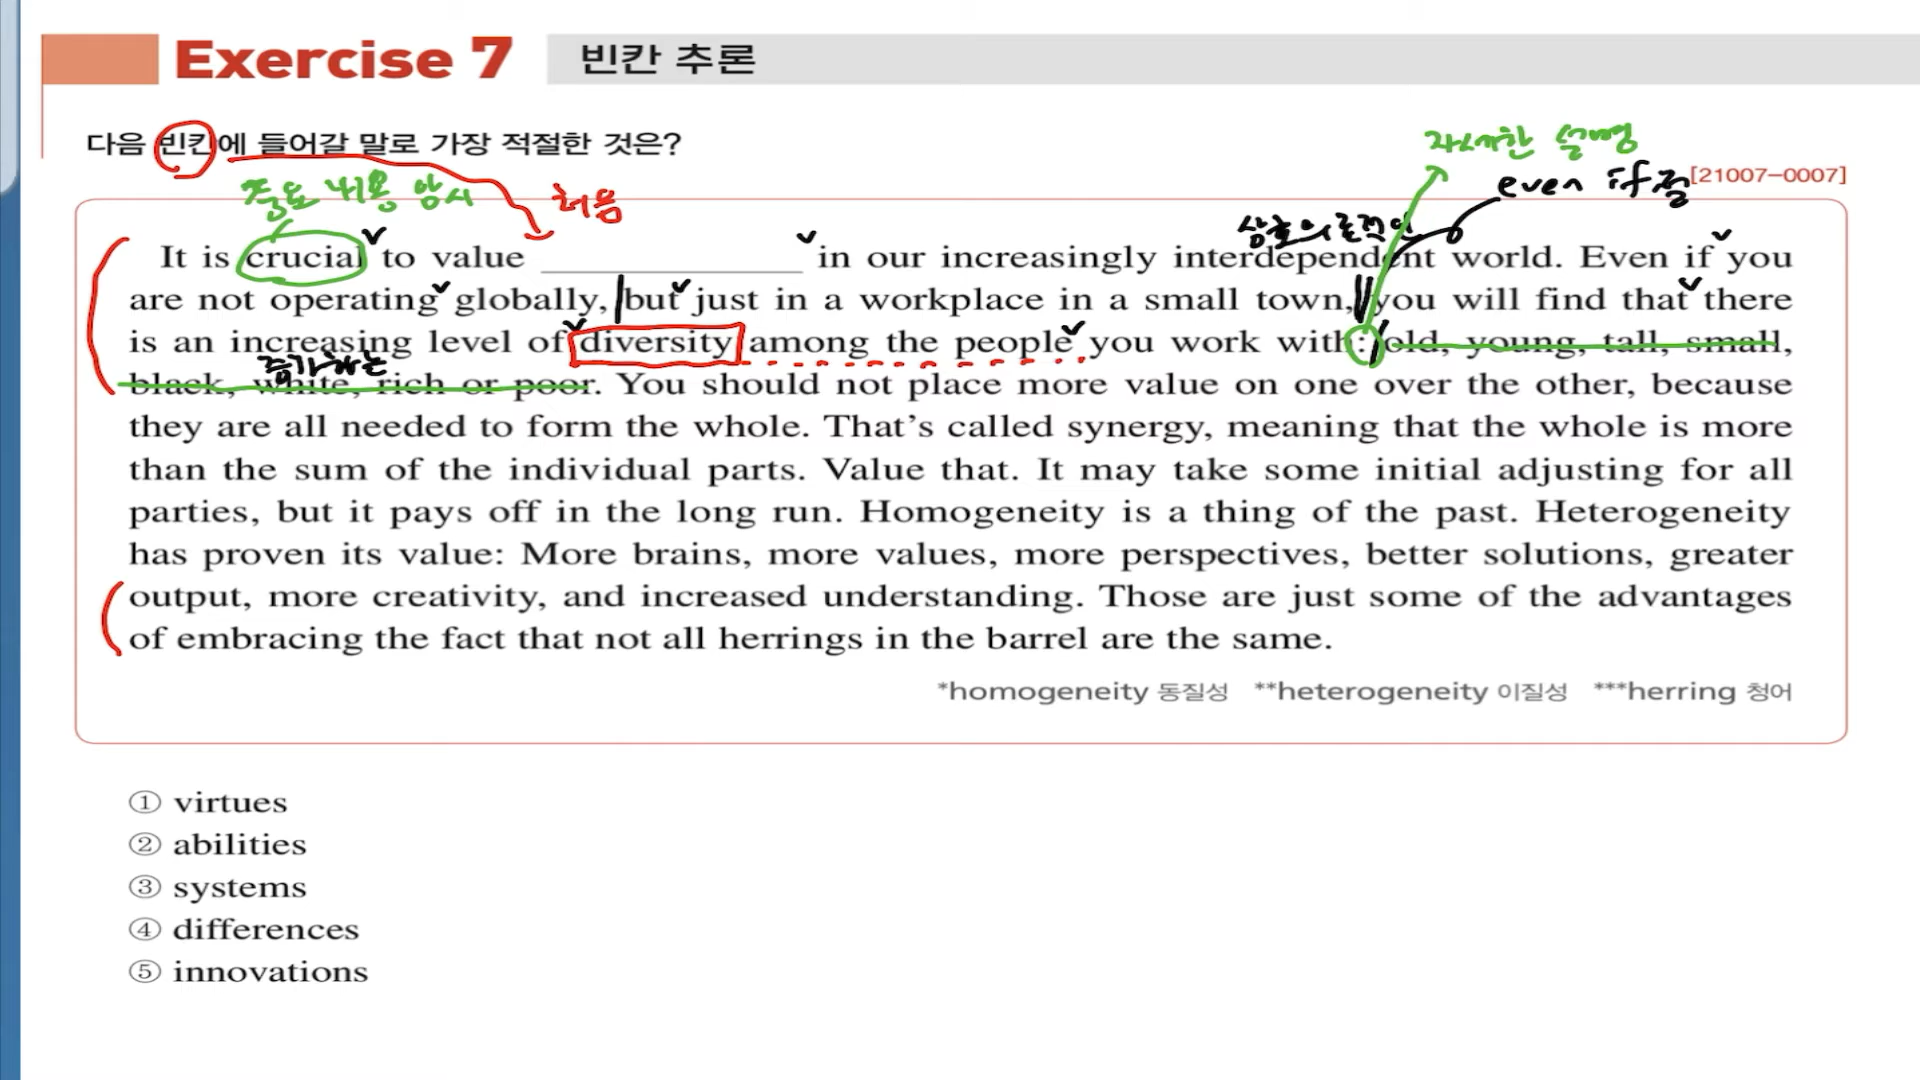 Exercise 7 빈칸 추론
다음 빈칸에 들어갈 말로 가장 적절한 것은?
자세한 설명
[21007-0007]
even if절
중요 내용 암시
처음
상호의존적인
It is crucial to value ____________ in our increasingly interdependent world. Even if you
are not operating globally, but just in a workplace in a small town, you will find that there
is an increasing level of diversity among the people you work with: old, young, tall, small,
증가하는
black, white, rich or poor. You should not place more value on one over the other, because
they are all needed to form the whole. That's called synergy, meaning that the whole is more
than the sum of the individual parts. Value that. It may take some initial adjusting for all
parties, but it pays off in the long run. Homogeneity is a thing of the past. Heterogeneity
has proven its value: More brains, more values, more perspectives, better solutions, greater
output, more creativity, and increased understanding. Those are just some of the advantages
of embracing the fact that not all herrings in the barrel are the same.
*homogeneity 동질성 **heterogeneity 이질성 ***herring 청어
① virtues
② abilities
③ systems
④ differences
⑤ innovations